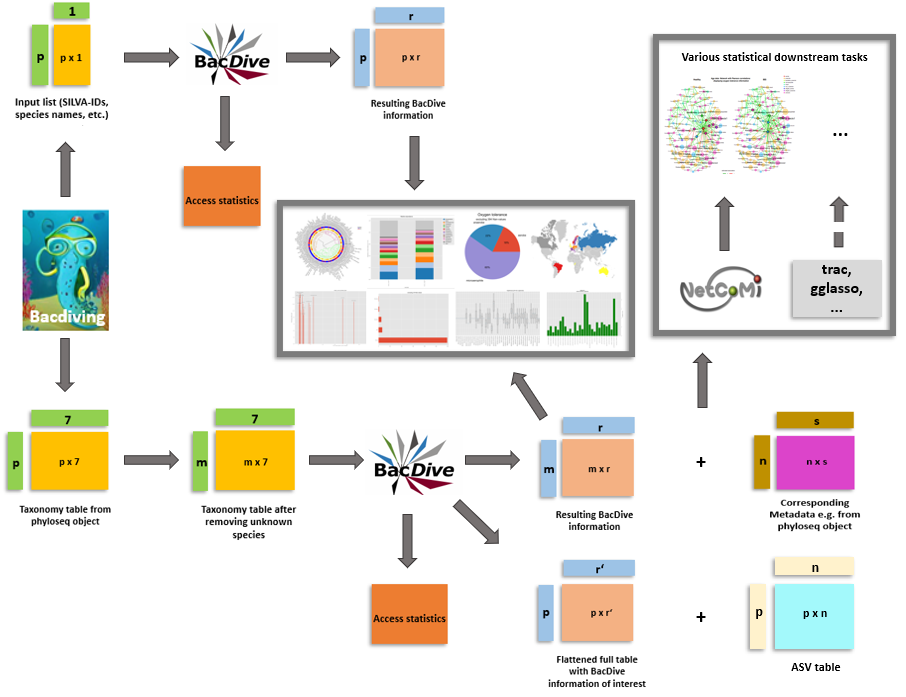 1
p
p x 1
Input list (SILVA-IDs,
species names, etc.)
BacDive
r
p
p x r
Resulting BacDive
information
Access statistics
Various statistical downstream tasks
...
Oxygen tolerance
NetCoMi
trac,
gglasso,
...
Bacdiving
7
p
p x 7
Taxonomy table from
phyloseq object
7
m
m x 7
Taxonomy table after
removing unknown
species
BacDive
r
m
m x r
Resulting BacDive
information
+
s
n
n x s
Corresponding
Metadata e.g. from
phyloseq object
Access statistics
r‘
p
p x r‘
Flattened full table
with BacDive
information of interest
+
n
p
p x n
ASV table